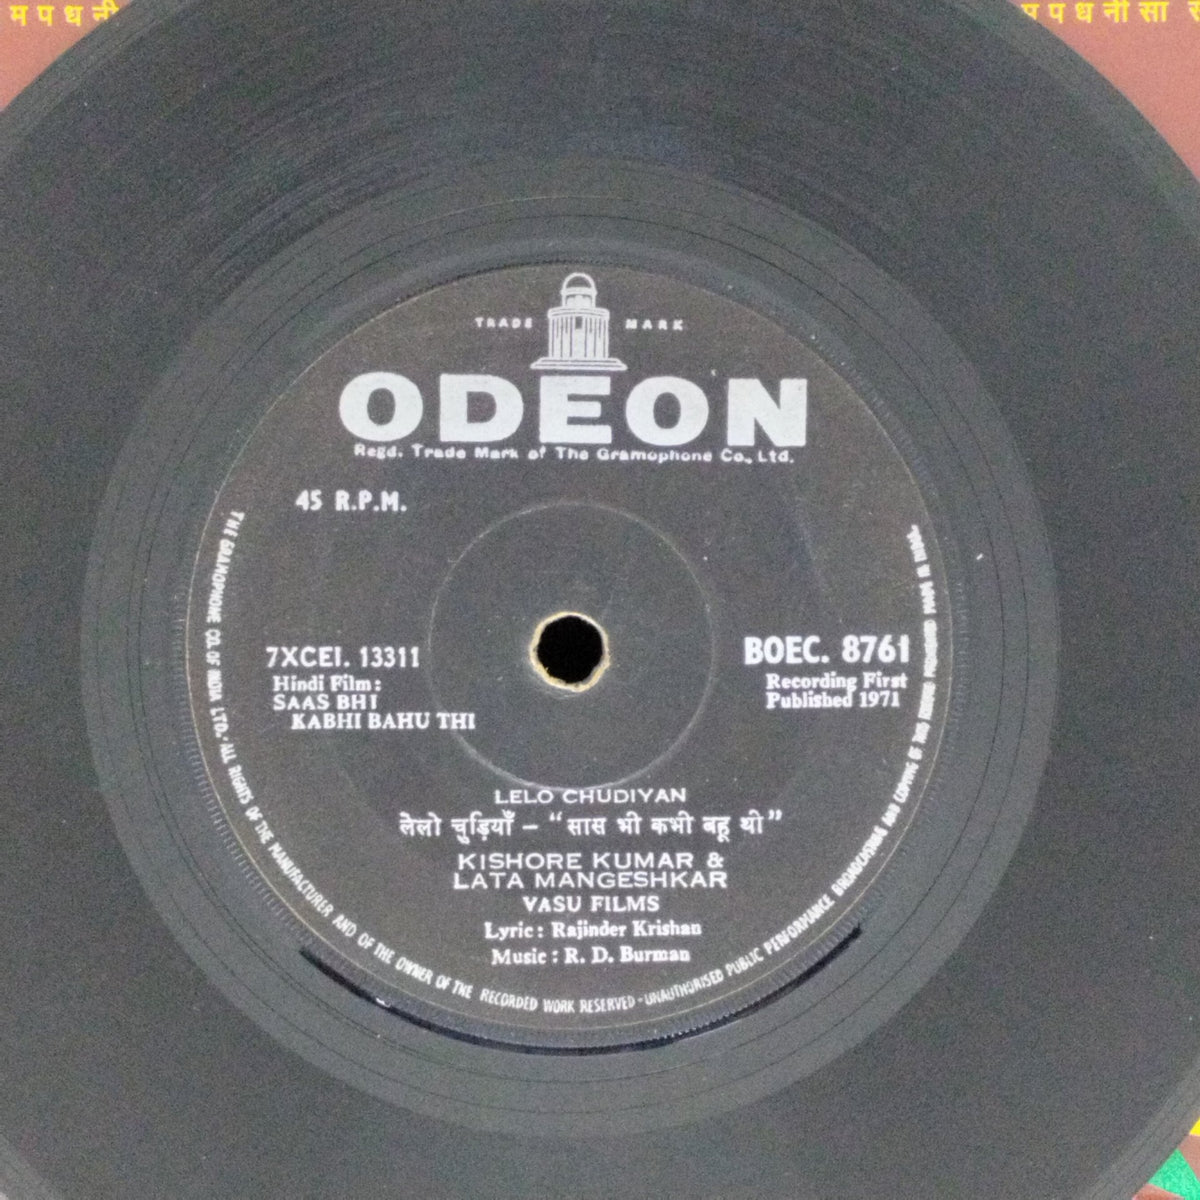 म प ध नी
म प ध नी सा
TRADE MARK
ODEON
Regd. Trade Mark of The Gramophone Co., Ltd.
45 R.P.M.
7XCEI. 13311
Hindi Film:
SAAS BHI
KABHI BAHU THI
BOEC. 8761
Recording First
Published 1971
LELO CHUDIYAN
लेलो चुड़ियाँ – “सास भी कभी बहू थी”
KISHORE KUMAR &
LATA MANGESHKAR
VASU FILMS
Lyric: Rajinder Krishan
Music: R. D. Burman
THE GRAMOPHONE CO. OF INDIA LTD. · ALL RIGHTS OF THE MANUFACTURER AND OF THE OWNER OF THE RECORDED WORK RESERVED - UNAUTHORISED PUBLIC PERFORMANCE BROADCASTING AND COPYING OF THIS RECORD PROHIBITED MADE IN INDIA.